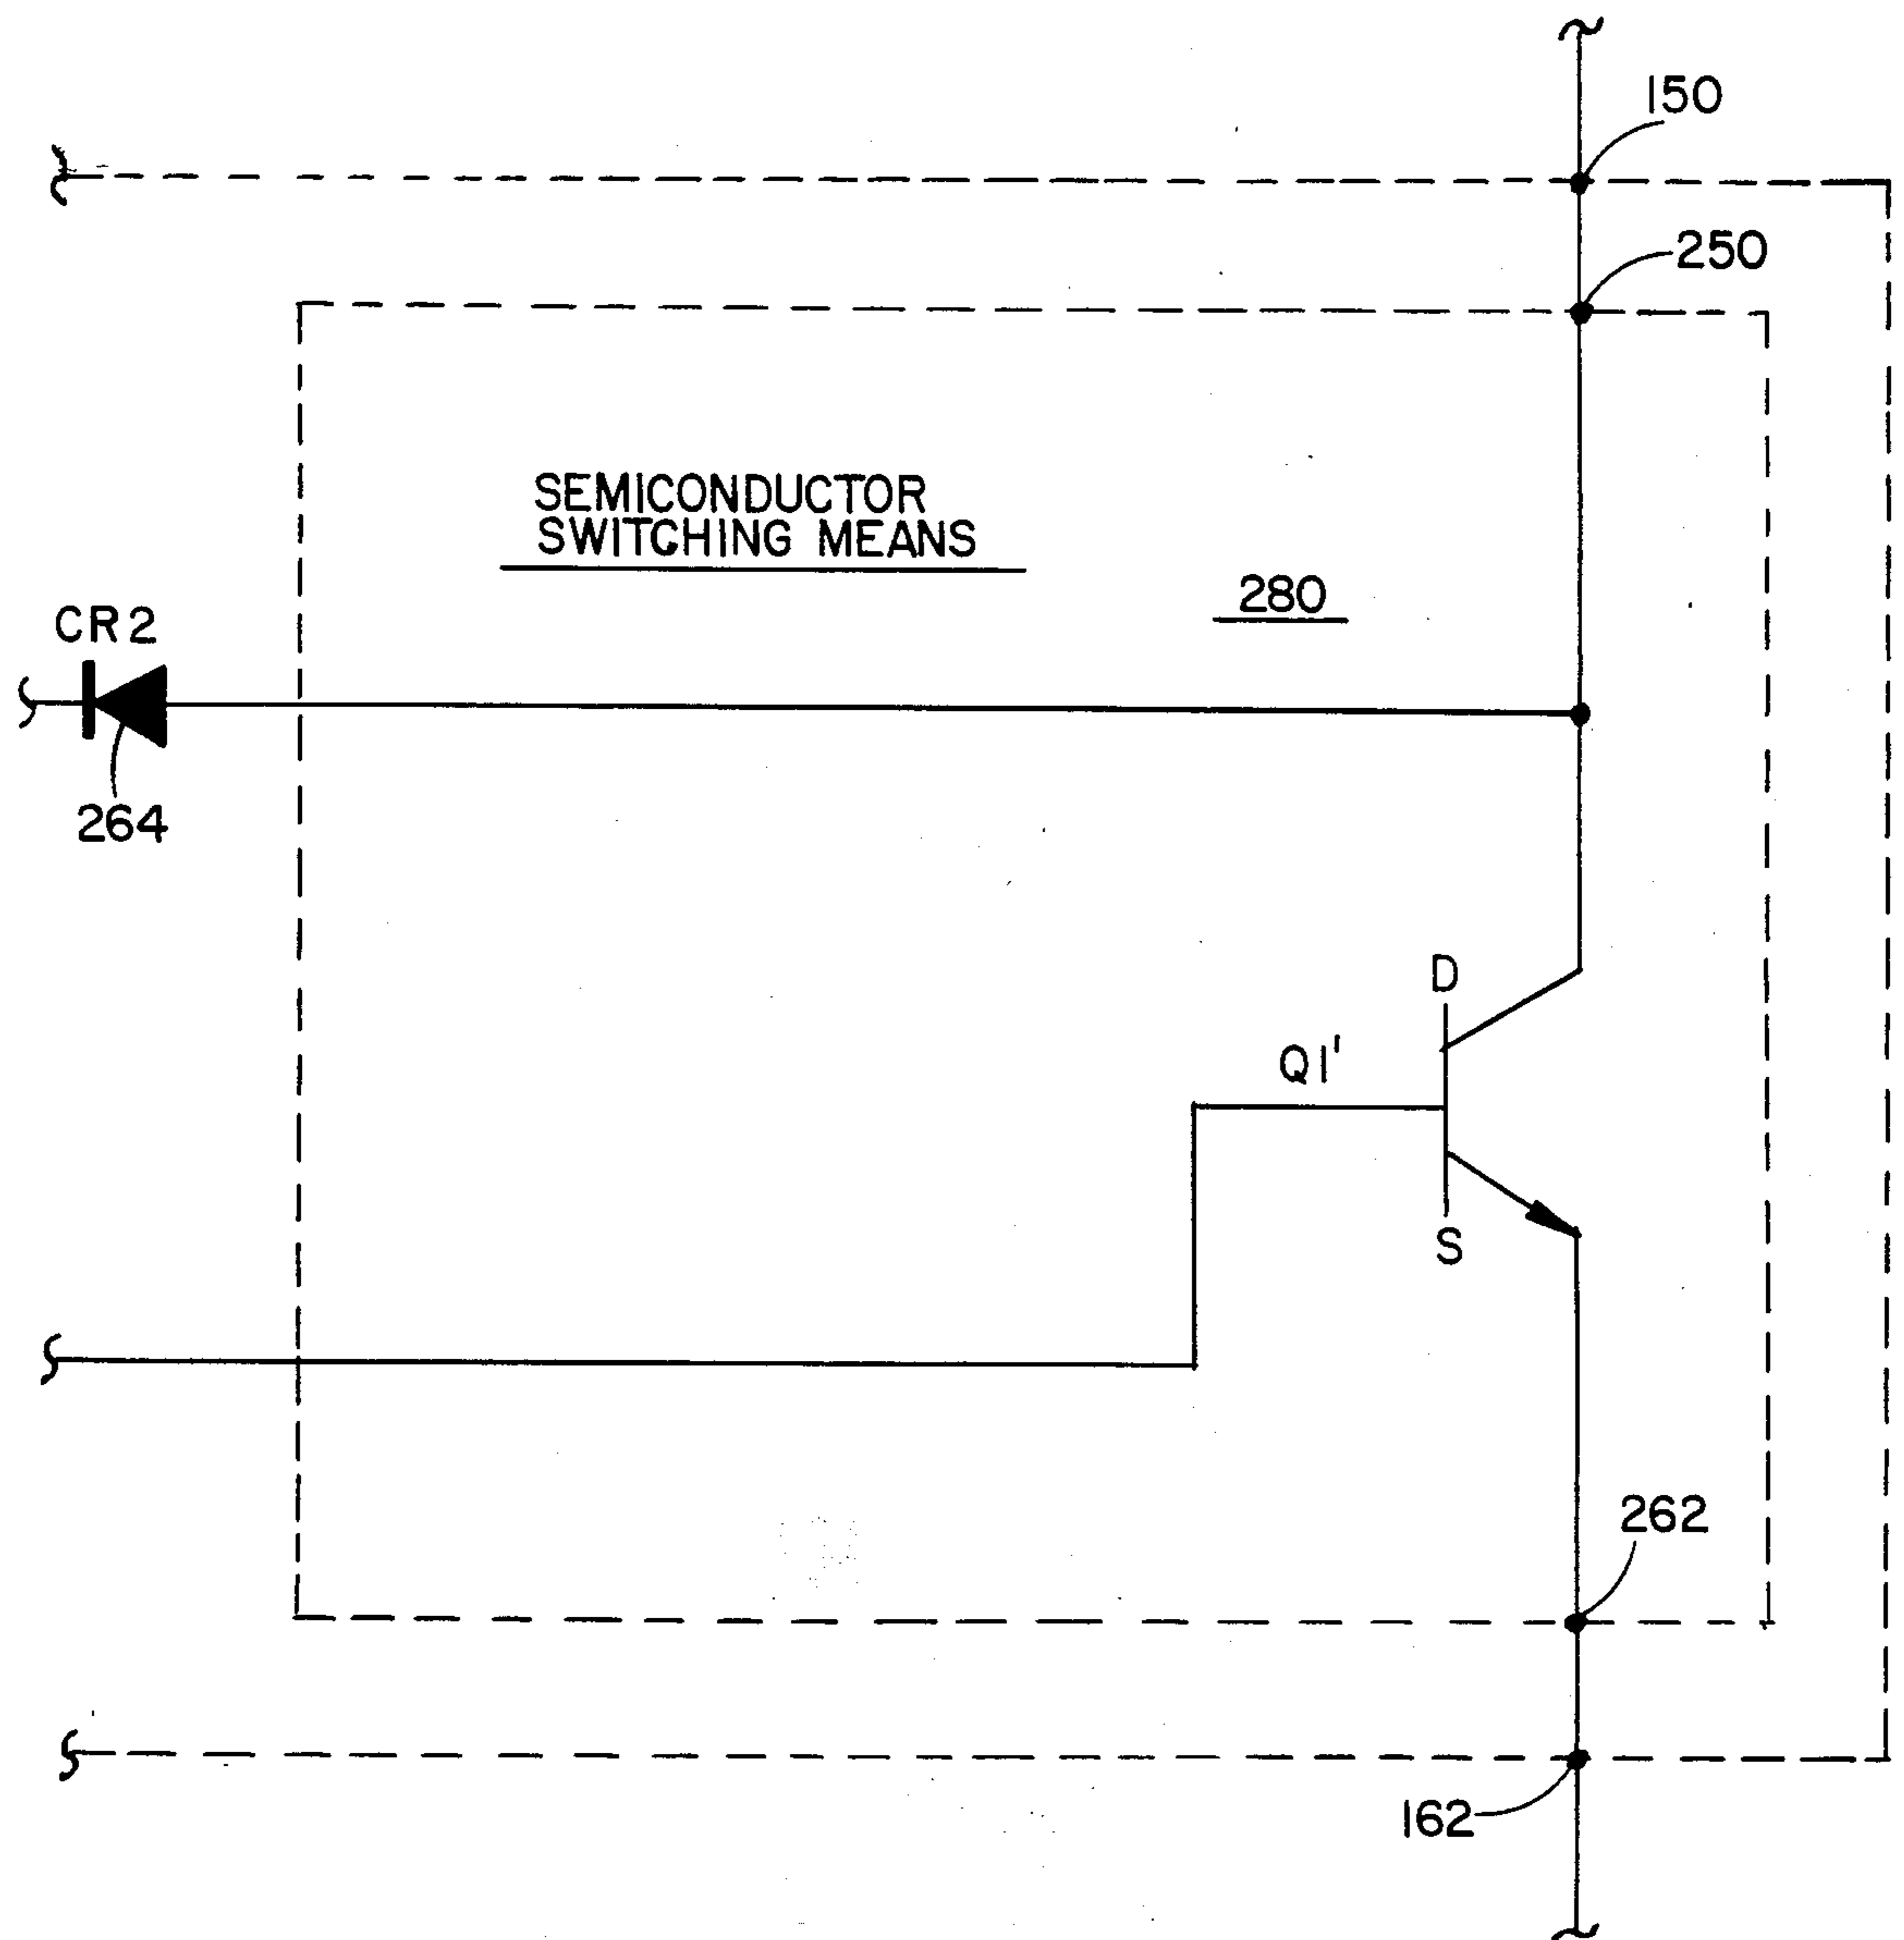 150
250
SEMICONDUCTOR
SWITCHING MEANS
280
CR2
264
D
Q1'
S
262
162